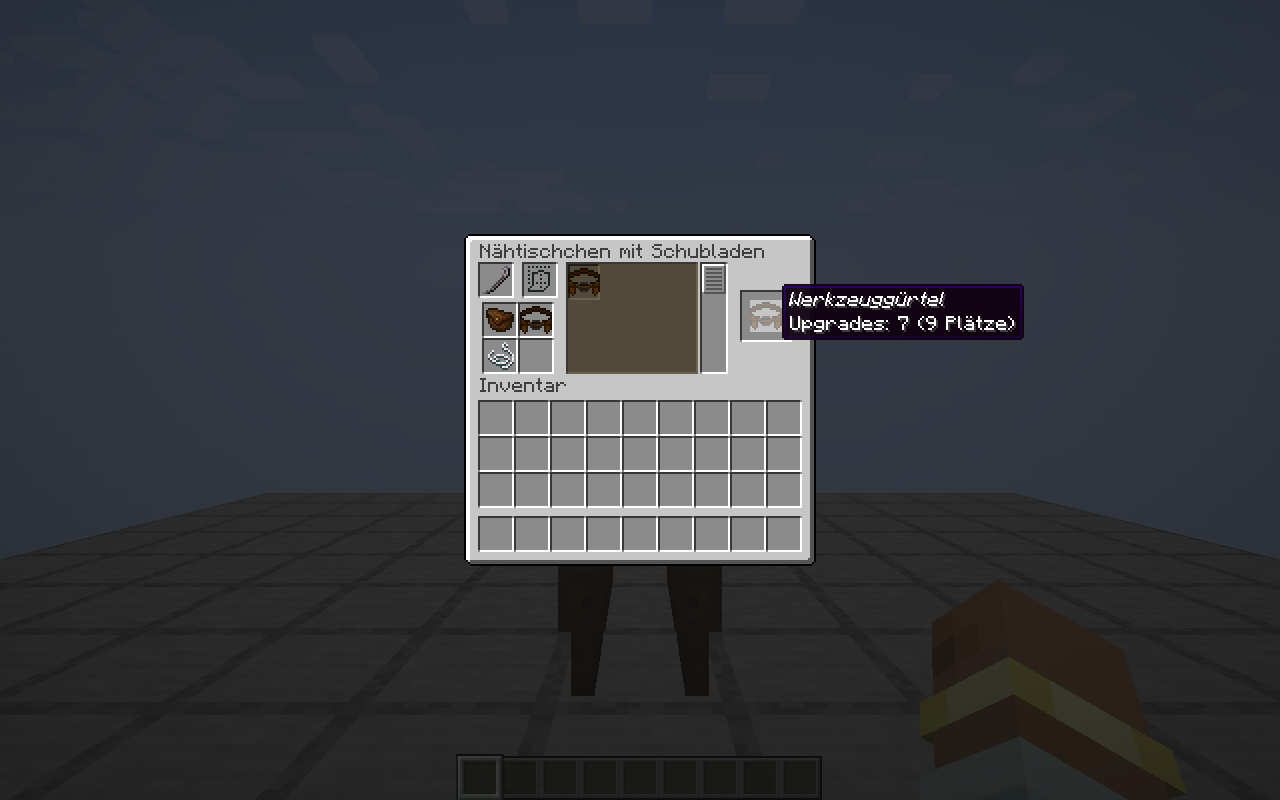 Nähtischchen mit Schubladen
Werkzeuggürtel
Upgrades: 7 (9 Plätze)
Inventar